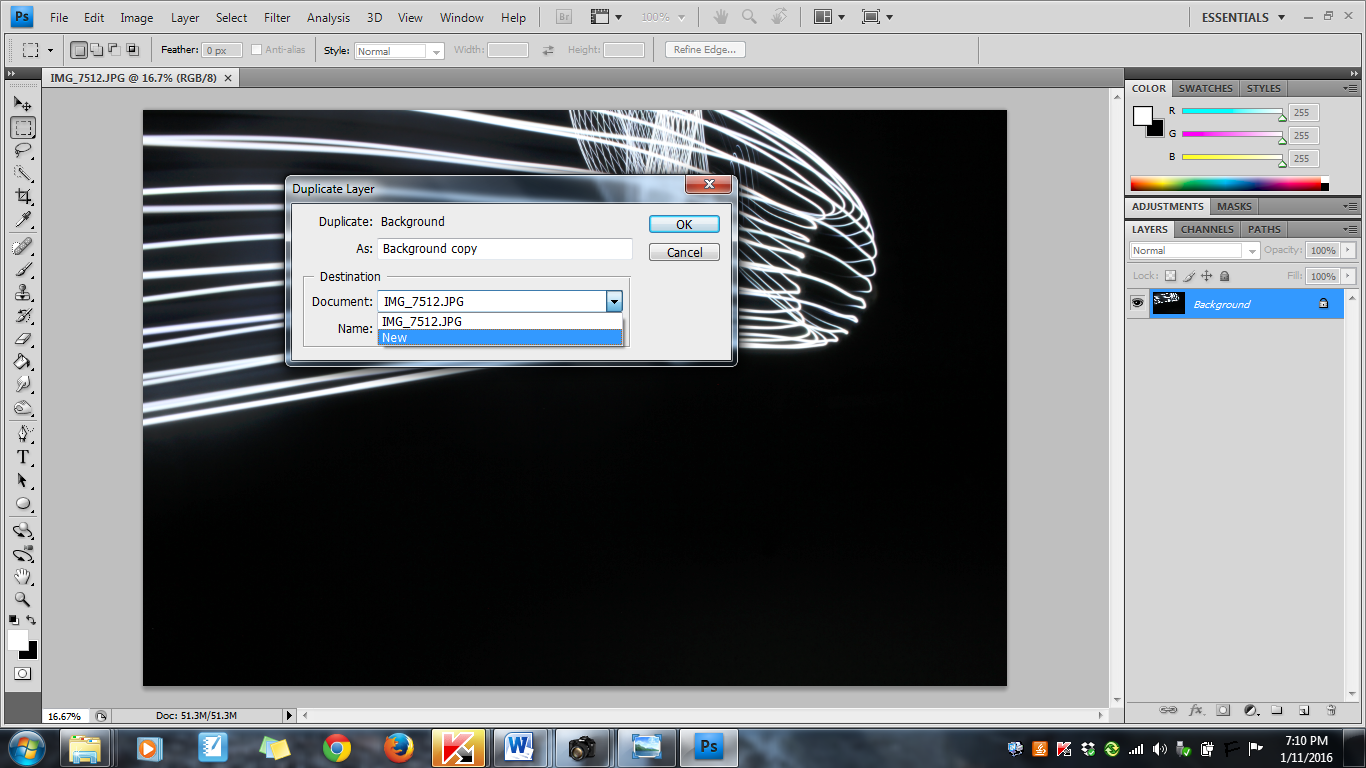 Ps File Edit Image Layer Select Filter Analysis 3D View Window Help Br 100% ESSENTIALS
Feather: 0 px Anti-alias Style: Normal Width: Height: Refine Edge...
IMG_7512.JPG @ 16.7% (RGB/8)
COLOR SWATCHES STYLES
R 255
G 255
B 255
ADJUSTMENTS MASKS
LAYERS CHANNELS PATHS
Normal Opacity: 100%
Lock: Fill: 100%
Background
Duplicate Layer
Duplicate: Background OK
As: Background copy Cancel
Destination
Document: IMG_7512.JPG
IMG_7512.JPG
Name: New
T
fx
16.67% Doc: 51.3M/51.3M
W Ps
7:10 PM
1/11/2016